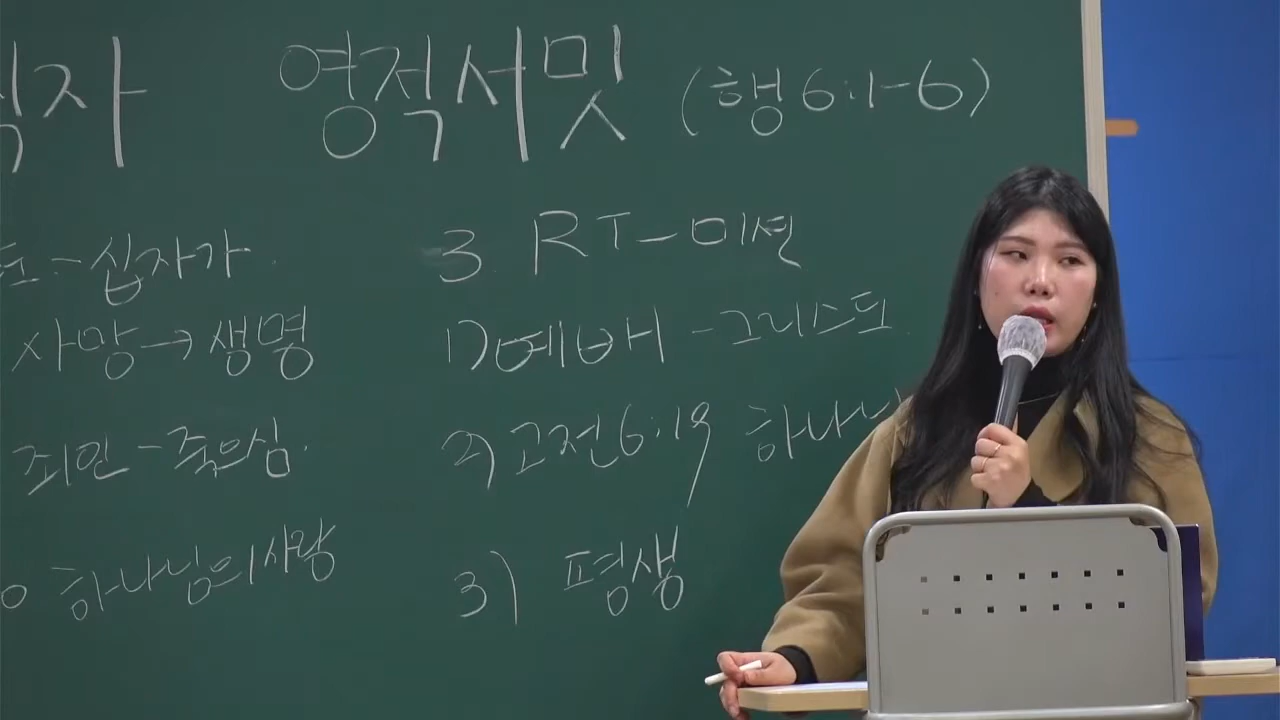 자 영적서밋 (행 6:1-6)
십자가
사망→생명
죄인-죽으심.
하나님의사랑
3. RT-미션
1)예배-그리스도
2)고전6:19 하나
3) 평생